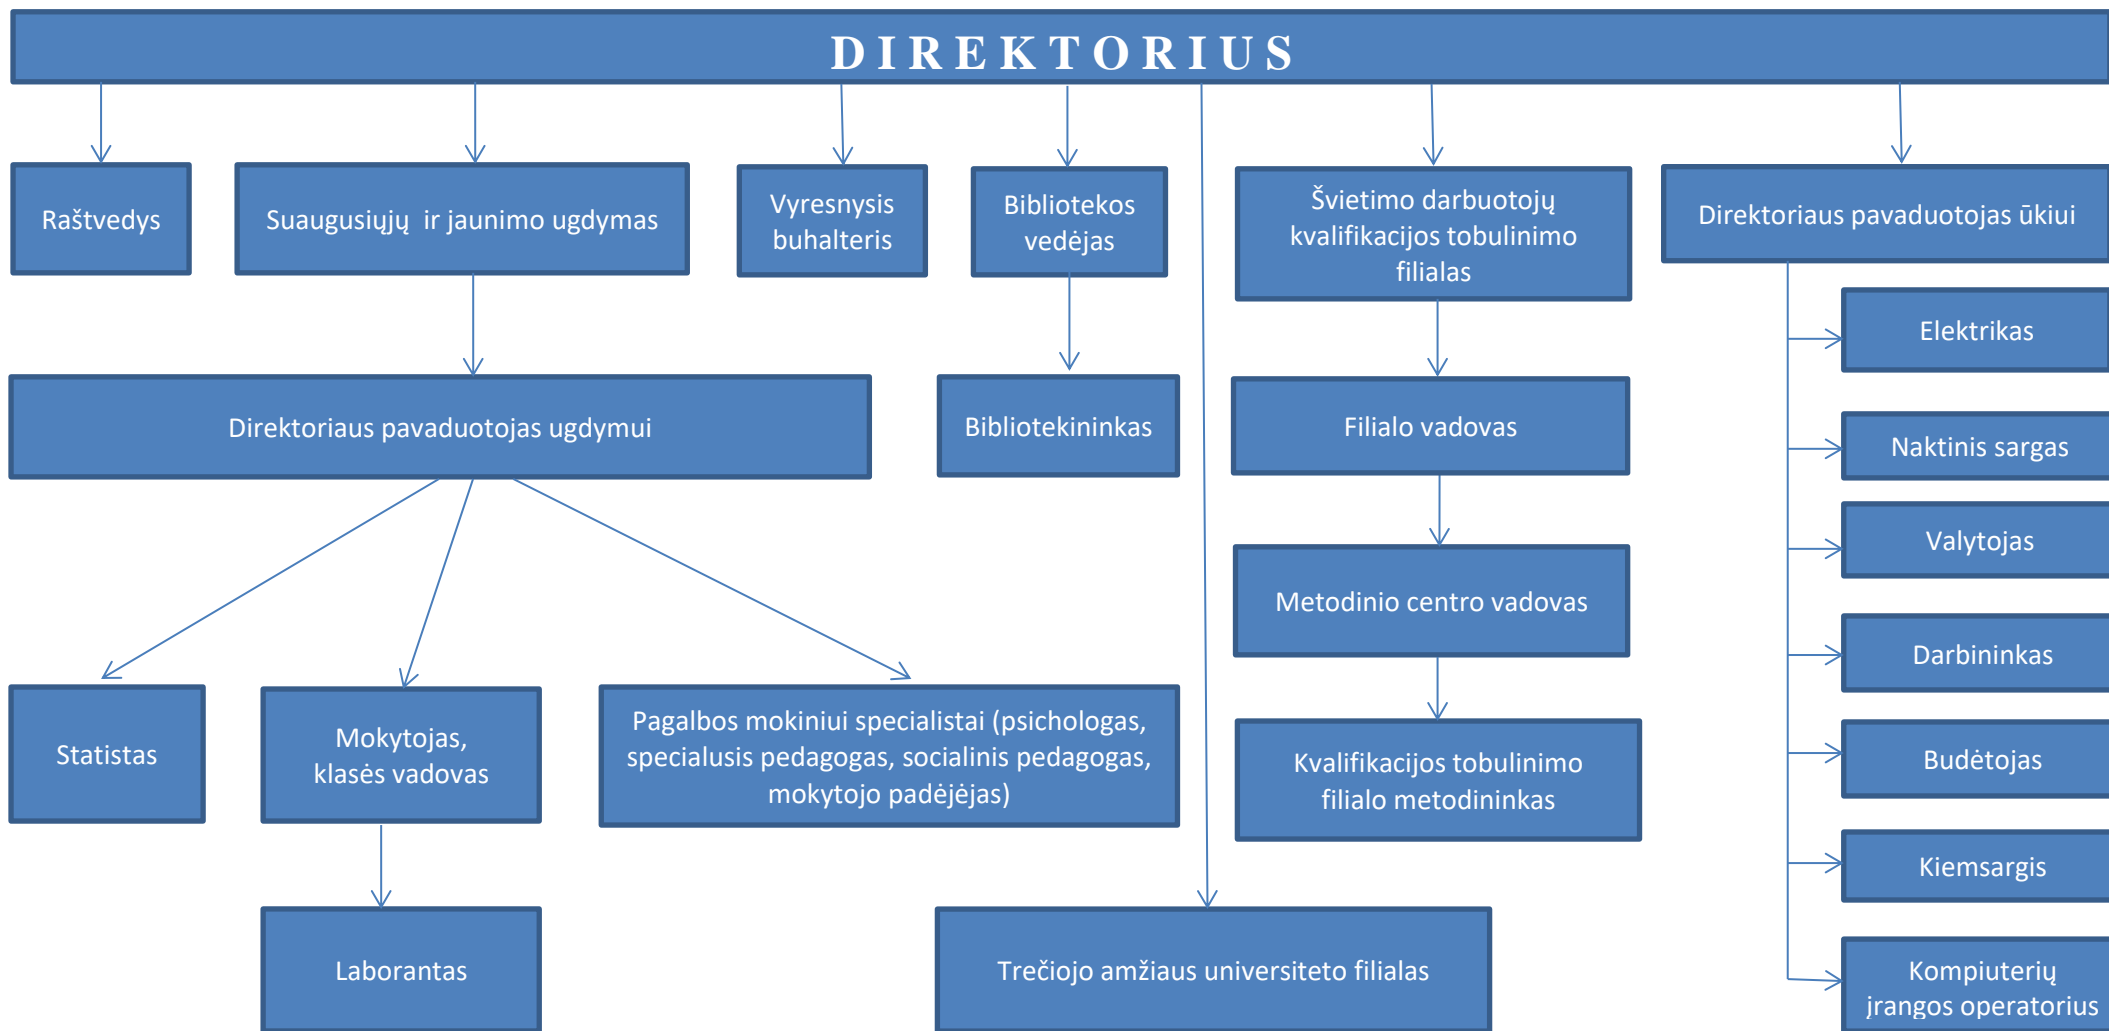 D I R E K T O R I U S
Raštvedys
Suaugusiųjų  ir jaunimo ugdymas
Vyresnysis
buhalteris
Bibliotekos
vedėjas
Švietimo darbuotojų
kvalifikacijos tobulinimo
filialas
Direktoriaus pavaduotojas ūkiui
Elektrikas
Direktoriaus pavaduotojas ugdymui
Bibliotekininkas
Filialo vadovas
Naktinis sargas
Valytojas
Metodinio centro vadovas
Darbininkas
Statistas
Mokytojas,
klasės vadovas
Pagalbos mokiniui specialistai (psichologas,
specialusis pedagogas, socialinis pedagogas,
mokytojo padėjėjas)
Kvalifikacijos tobulinimo
filialo metodininkas
Budėtojas
Kiemsargis
Laborantas
Trečiojo amžiaus universiteto filialas
Kompiuterių
įrangos operatorius